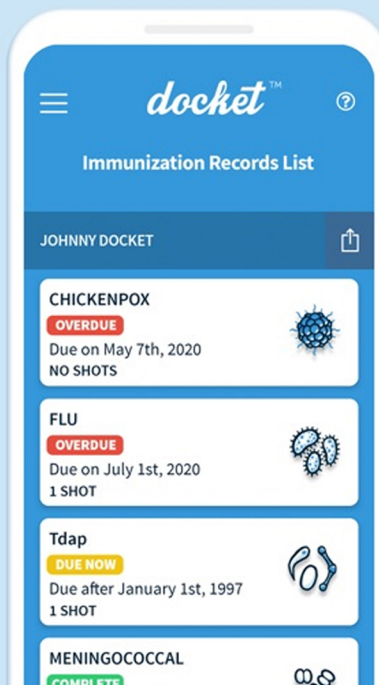 docket™
Immunization Records List
JOHNNY DOCKET
CHICKENPOX
OVERDUE
Due on May 7th, 2020
NO SHOTS
FLU
OVERDUE
Due on July 1st, 2020
1 SHOT
Tdap
DUE NOW
Due after January 1st, 1997
1 SHOT
MENINGOCOCCAL
COMPLETE